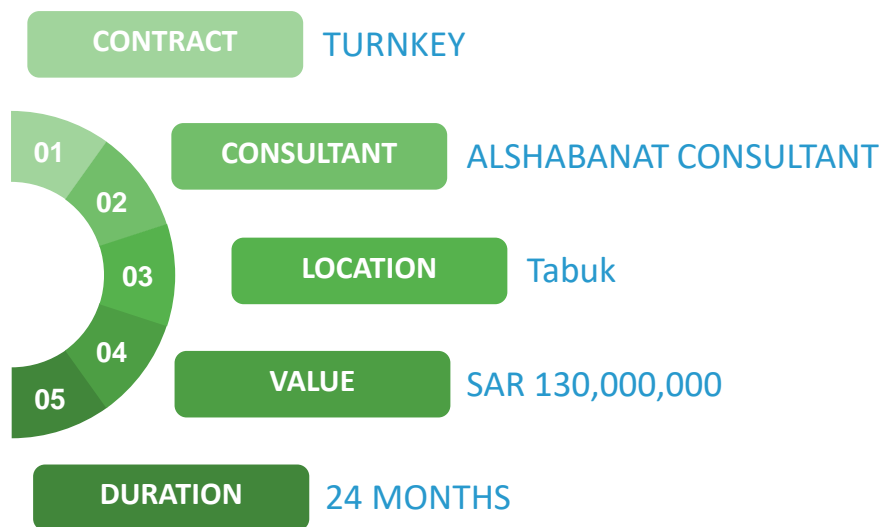 CONTRACT TURNKEY
01
CONSULTANT ALSHABANAT CONSULTANT
02
LOCATION Tabuk
03
04
VALUE SAR 130,000,000
05
DURATION 24 MONTHS